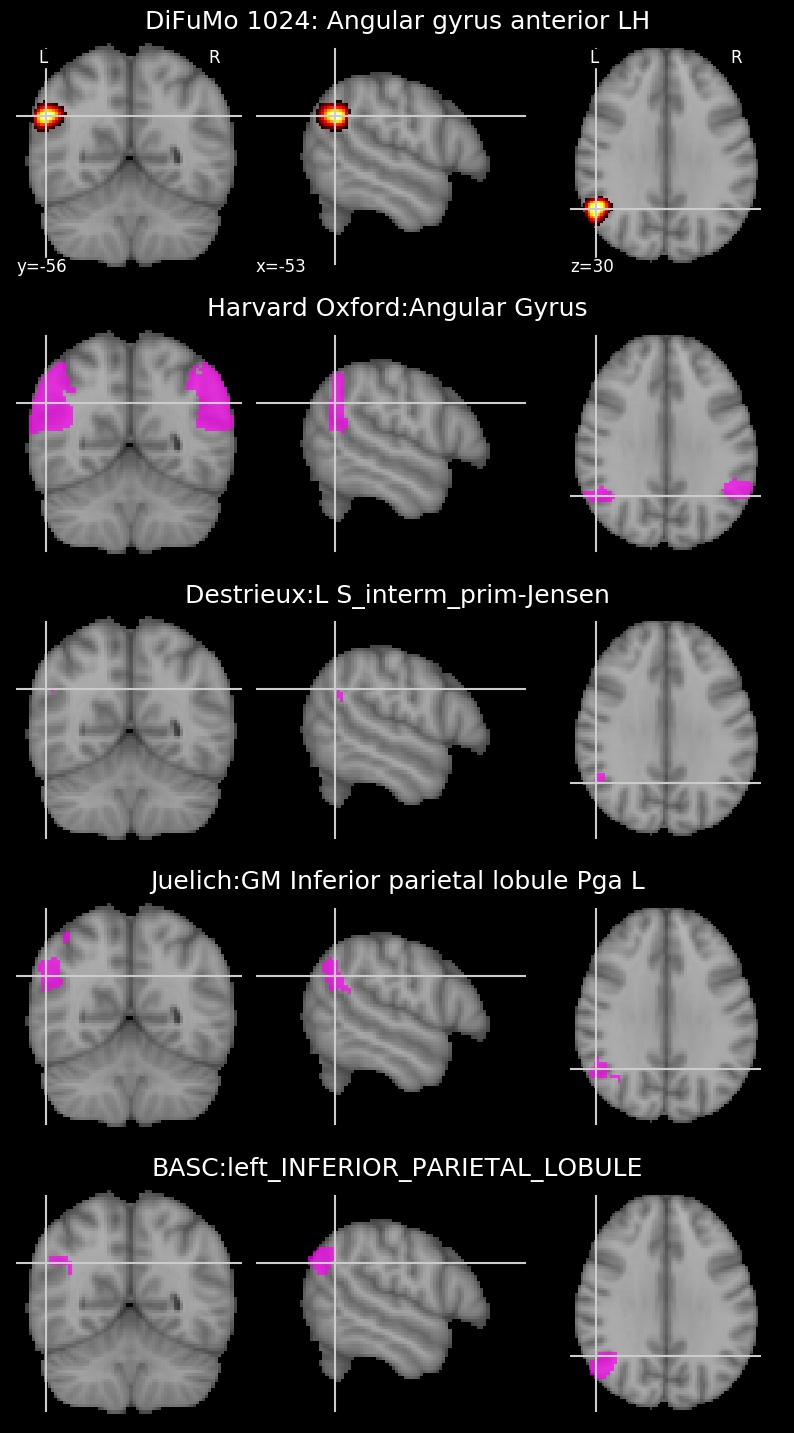 DiFuMo 1024: Angular gyrus anterior LH
L R L R
y=-56 x=-53 z=30
Harvard Oxford:Angular Gyrus
Destrieux:L S_interm_prim-Jensen
Juelich:GM Inferior parietal lobule Pga L
BASC:left_INFERIOR_PARIETAL_LOBULE